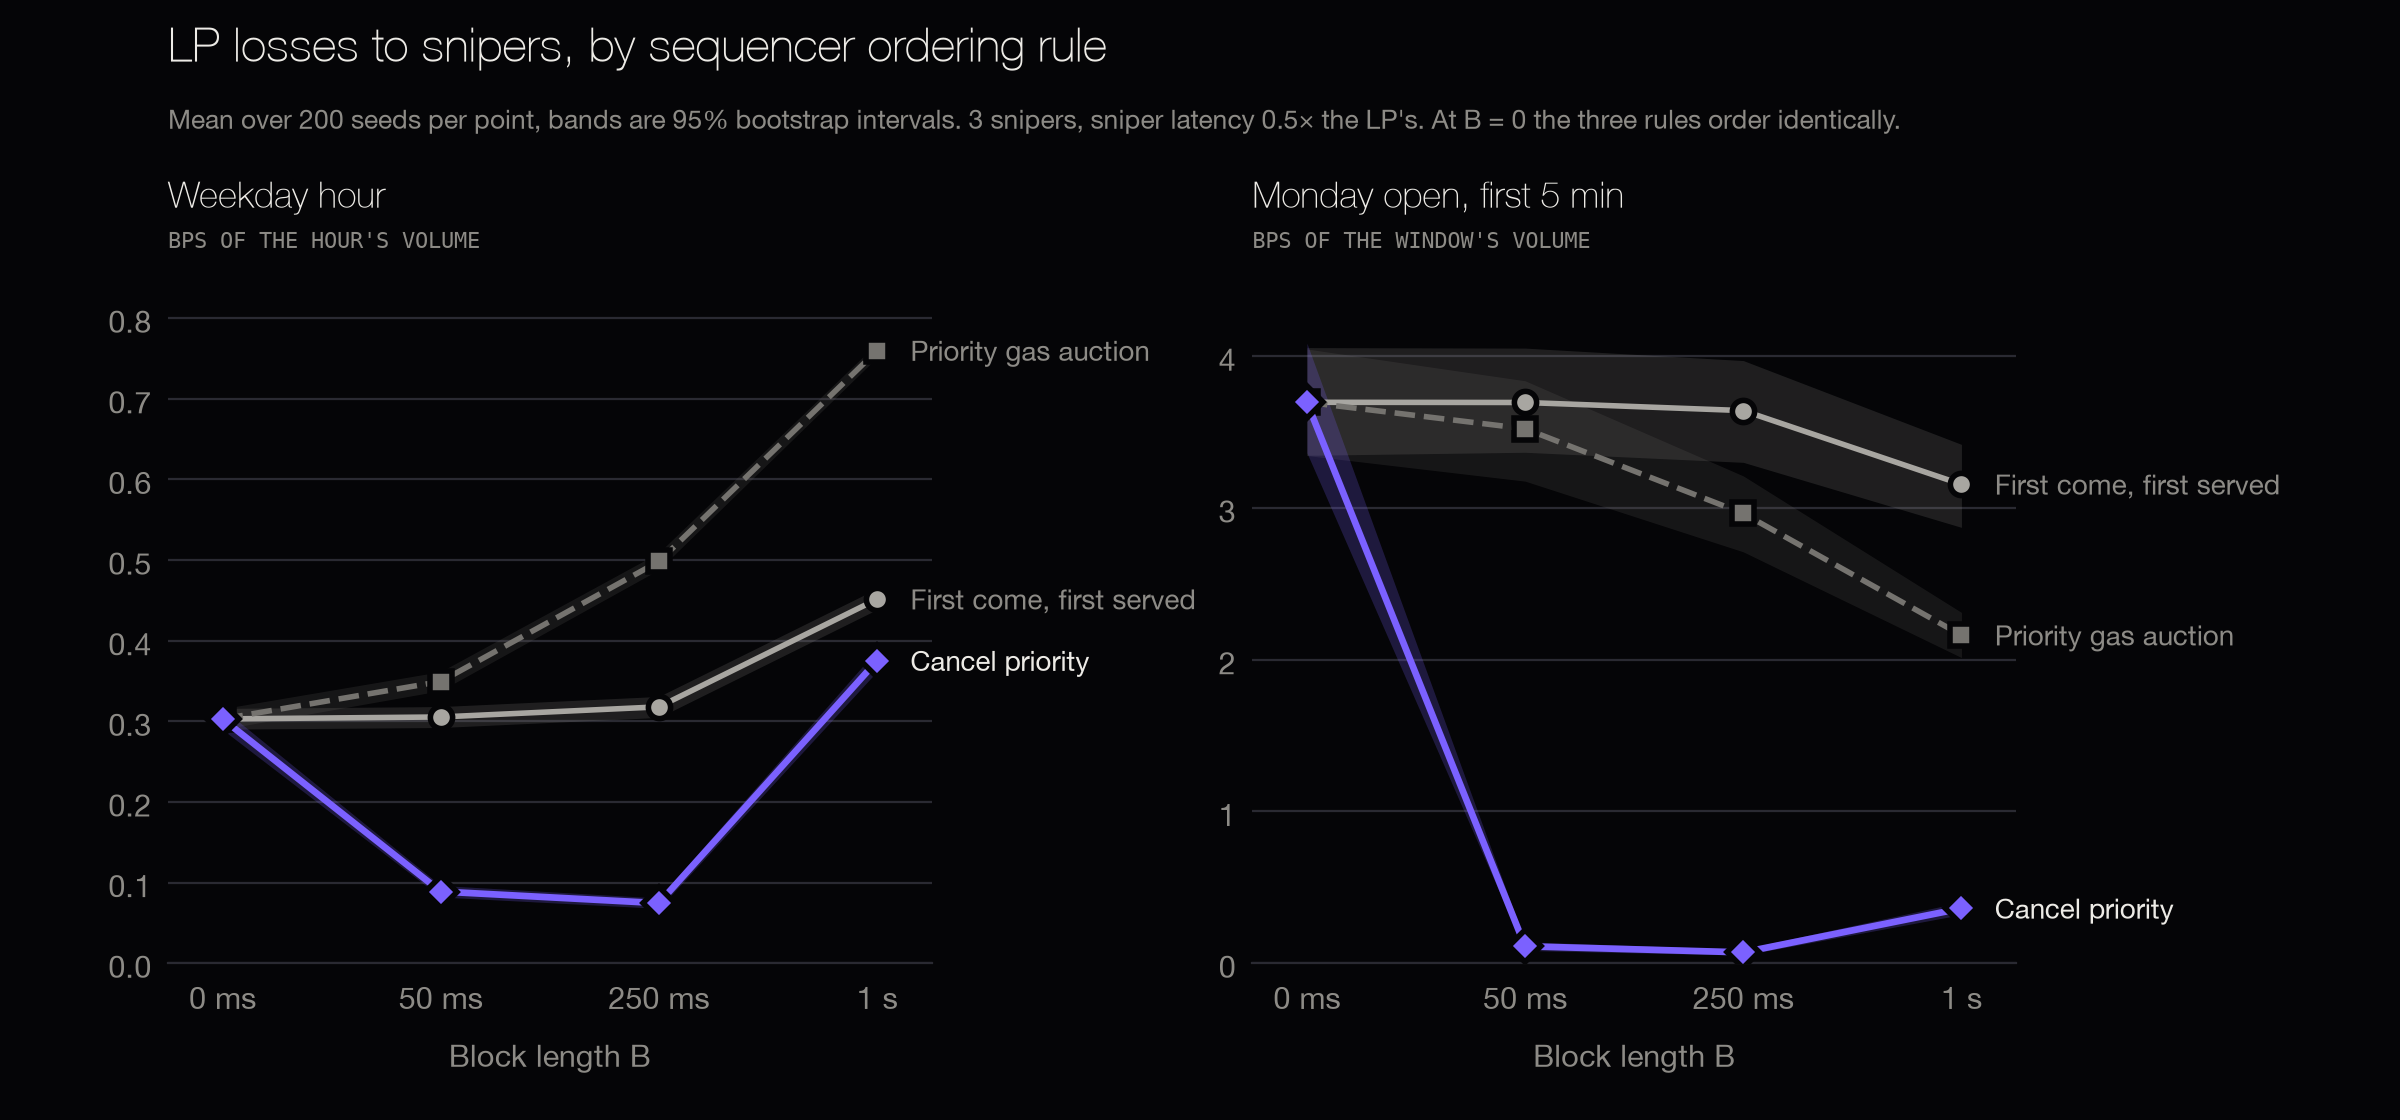 LP losses to snipers, by sequencer ordering rule
Mean over 200 seeds per point, bands are 95% bootstrap intervals. 3 snipers, sniper latency 0.5× the LP's. At B = 0 the three rules order identically.
Weekday hour
BPS OF THE HOUR'S VOLUME
0.8
0.7
0.6
0.5
0.4
0.3
0.2
0.1
0.0
Priority gas auction
First come, first served
Cancel priority
0 ms
50 ms
250 ms
1 s
Block length B
Monday open, first 5 min
BPS OF THE WINDOW'S VOLUME
4
3
2
1
0
First come, first served
Priority gas auction
Cancel priority
0 ms
50 ms
250 ms
1 s
Block length B